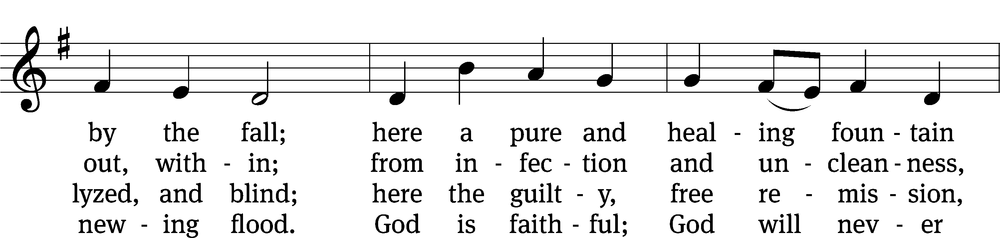 by the fall; here a pure and heal - ing foun - tain
out, with - in; from in - fec - tion and un - clean - ness,
lyzed, and blind; here the guilt - y, free re - mis - sion,
new - ing flood. God is faith - ful; God will nev - er